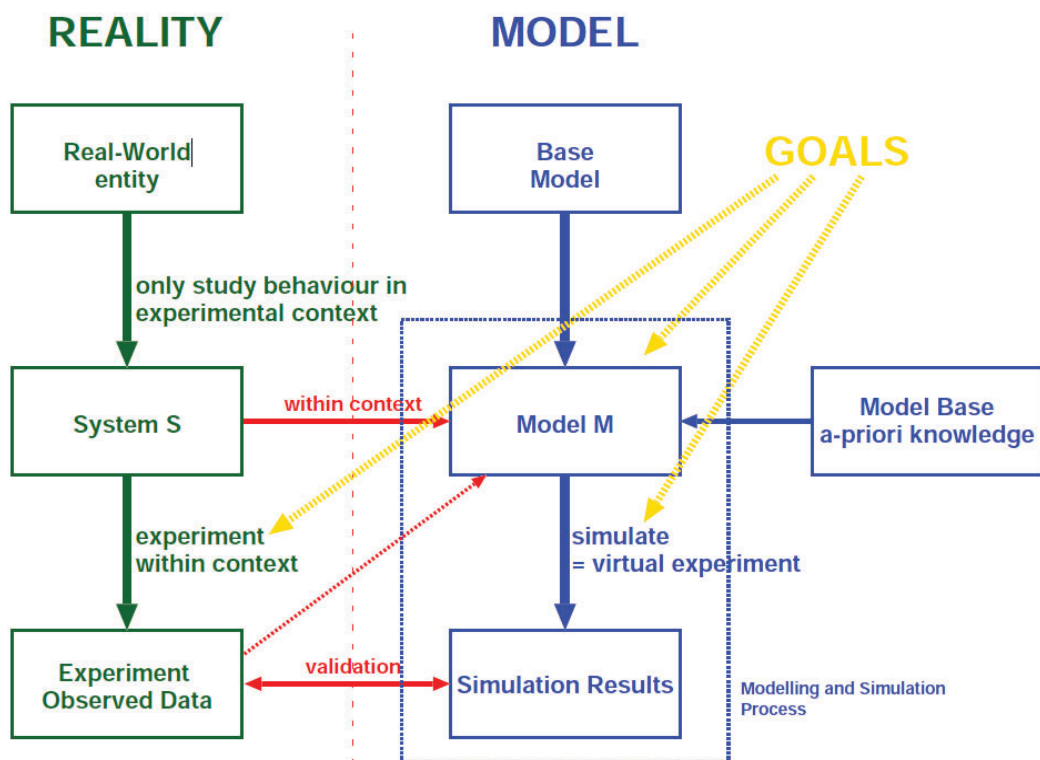 REALITY
MODEL
Real-World
entity
Base
Model
GOALS
only study behaviour in
experimental context
System S
within context
Model M
Model Base
a-priori knowledge
experiment
within context
simulate
= virtual experiment
Experiment
Observed Data
validation
Simulation Results
Modelling and Simulation
Process